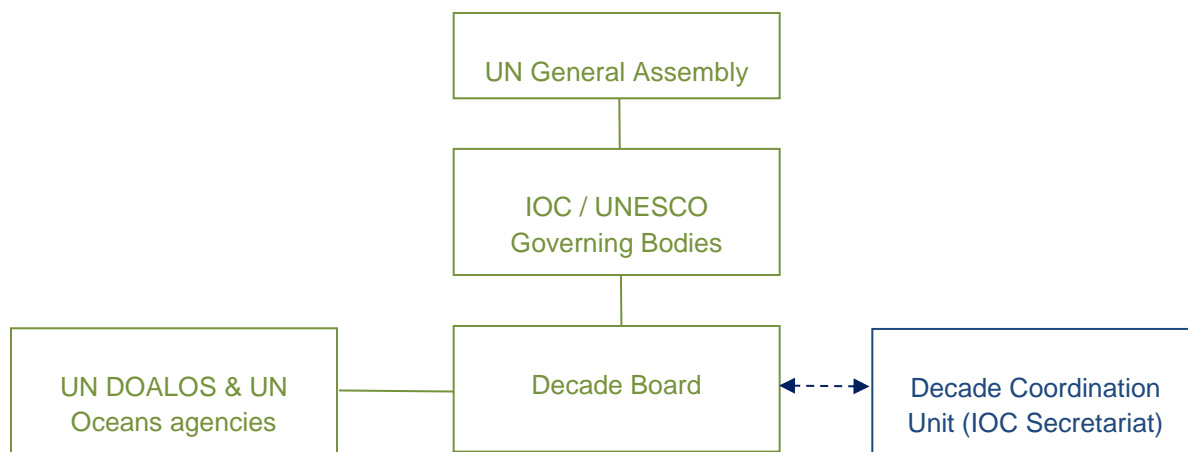 UN General Assembly
IOC / UNESCO
Governing Bodies
UN DOALOS & UN
Oceans agencies
Decade Board
Decade Coordination
Unit (IOC Secretariat)